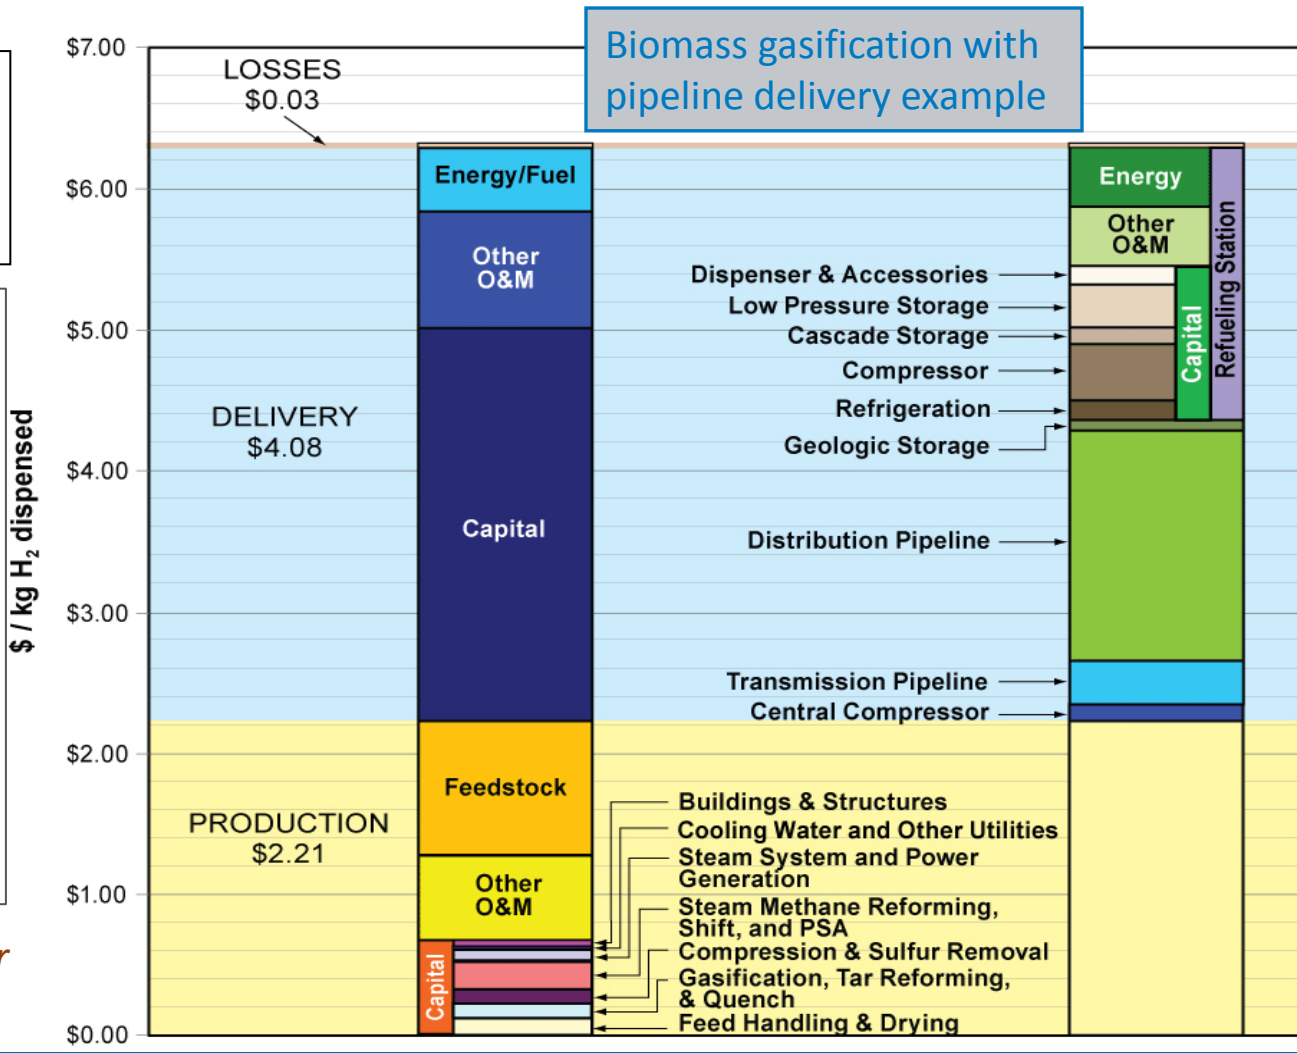 Biomass gasification with
pipeline delivery example
$ / kg H₂ dispensed
$7.00
$6.00
$5.00
$4.00
$3.00
$2.00
$1.00
$0.00
LOSSES
$0.03
DELIVERY
$4.08
PRODUCTION
$2.21
Energy/Fuel
Other
O&M
Capital
Feedstock
Other
O&M
Capital
Buildings & Structures
Cooling Water and Other Utilities
Steam System and Power
Generation
Steam Methane Reforming,
Shift, and PSA
Compression & Sulfur Removal
Gasification, Tar Reforming,
& Quench
Feed Handling & Drying
Energy
Other
O&M
Dispenser & Accessories
Low Pressure Storage
Cascade Storage
Compressor
Refrigeration
Geologic Storage
Distribution Pipeline
Transmission Pipeline
Central Compressor
Capital
Refueling Station
r